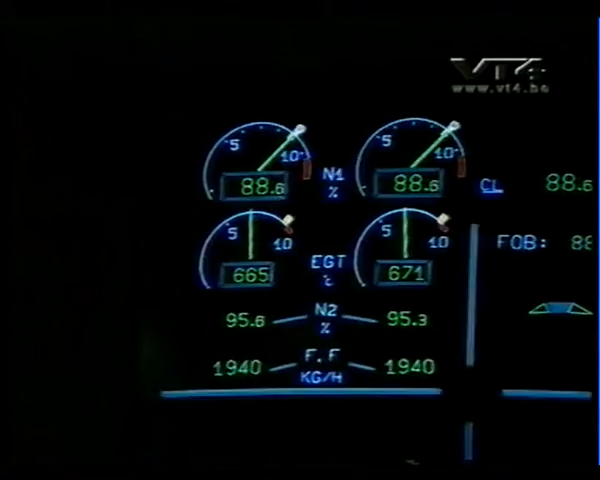 VT4
www.vt4.be
5 10 5 10
88.6 N1 % 88.6 CL 88.6
5 10 5 10
FOB: 88
665 EGT °C 671
95.6 N2 % 95.3
1940 F.F KG/H 1940